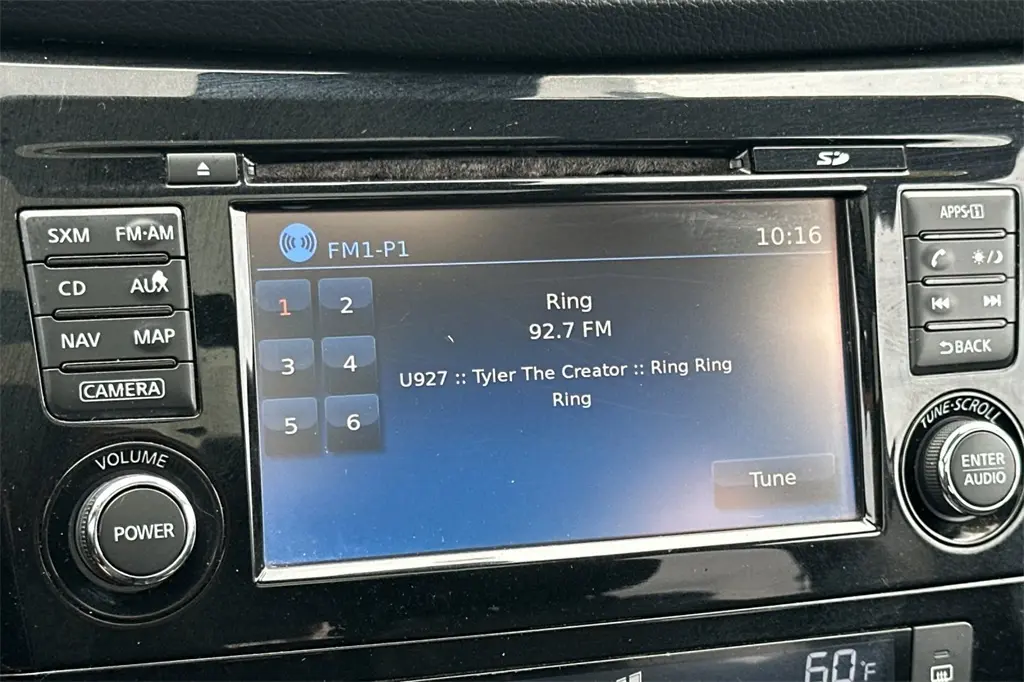 SD
SXM FM·AM
CD AUX
NAV MAP
CAMERA
VOLUME
POWER
FM1-P1 10:16
1 2
3 4
5 6
Ring
92.7 FM
U927 :: Tyler The Creator :: Ring Ring
Ring
Tune
APPS·i
BACK
TUNE·SCROLL
ENTER
AUDIO
60°F